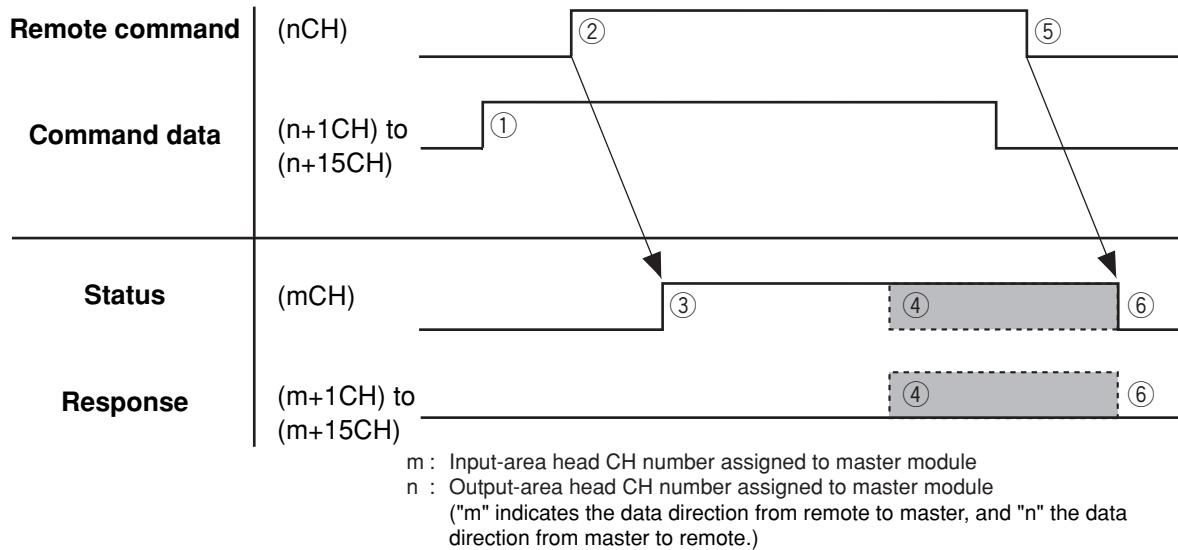 Remote command (nCH) ② ⑤
Command data (n+1CH) to ①
(n+15CH)
Status (mCH) ③ ④ ⑥
Response (m+1CH) to ④ ⑥
(m+15CH)
m : Input-area head CH number assigned to master module
n : Output-area head CH number assigned to master module
("m" indicates the data direction from remote to master, and "n" the data
direction from master to remote.)